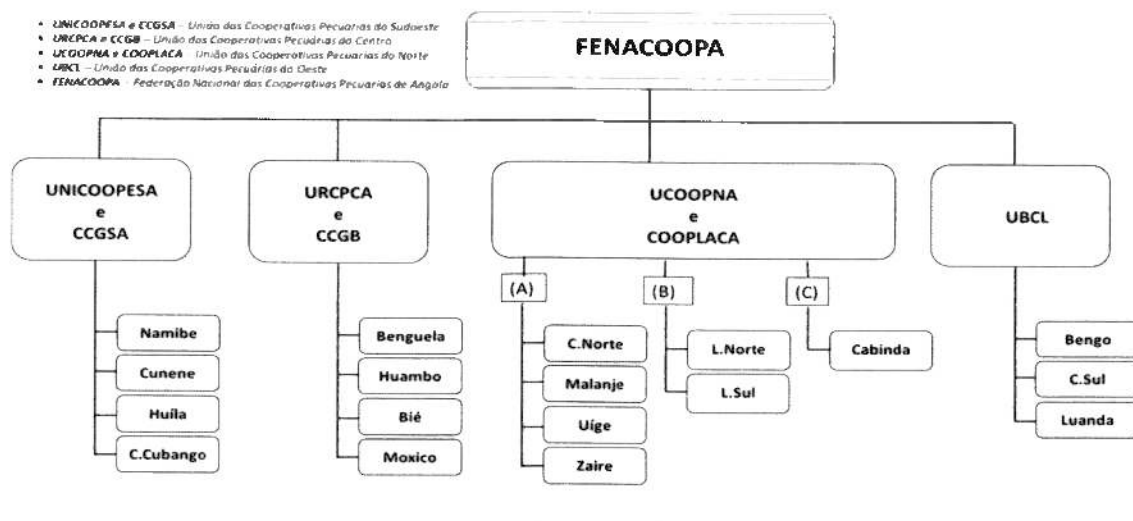 • UNICOOPESA e CCGSA – União das Cooperativas Pecuárias do Sudoeste
• URCPCA e CCGB – União das Cooperativas Pecuárias do Centro
• UCOOPNA e COOPLACA – União das Cooperativas Pecuarias do Norte
• UBCL – União das Cooperativas Pecuárias do Oeste
• FENACOOPA – Federação Nacional das Cooperativas Pecuarias de Angola
FENACOOPA
UNICOOPESA
e
CCGSA
Namibe
Cunene
Huíla
C.Cubango
URCPCA
e
CCGB
Benguela
Huambo
Bié
Moxico
UCOOPNA
e
COOPLACA
(A)
C.Norte
Malanje
Uíge
Zaire
(B)
L.Norte
L.Sul
(C)
Cabinda
UBCL
Bengo
C.Sul
Luanda